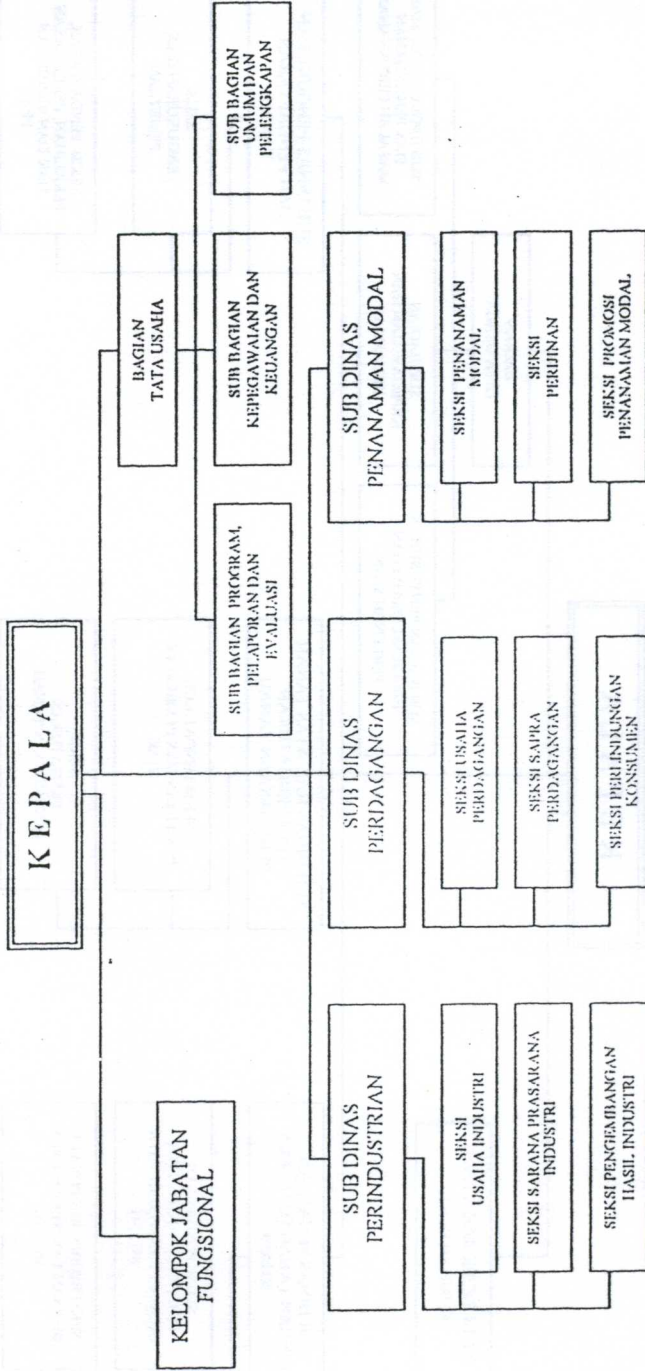 K E P A L A
KELOMPOK JABATAN
FUNGSIONAL
BAGIAN
TATA USAHA
SUB BAGIAN PROGRAM,
PELAPORAN DAN
EVALUASI
SUB BAGIAN
KEPEGAWAIAN DAN
KEUANGAN
SUB BAGIAN
UMUM DAN
PELENGKAPAN
SUB DINAS
PERINDUSTRIAN
SEKSI
USAHA INDUSTRI
SEKSI SARANA PRASARANA
INDUSTRI
SEKSI PENGEMBANGAN
HASIL INDUSTRI
SUB DINAS
PERDAGANGAN
SEKSI USAHA
PERDAGANGAN
SEKSI SAPRA
PERDAGANGAN
SEKSI PERLINDUNGAN
KONSUMEN
SUB DINAS
PENANAMAN MODAL
SEKSI PENANAMAN
MODAL
SEKSI
PERIJINAN
SEKSI PROMOSI
PENANAMAN MODAL